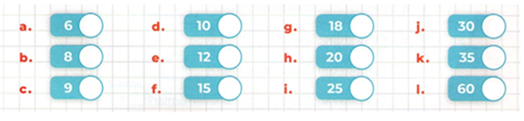 a. 6 d. 10 g. 18 j. 30
b. 8 e. 12 h. 20 k. 35
c. 9 f. 15 i. 25 l. 60